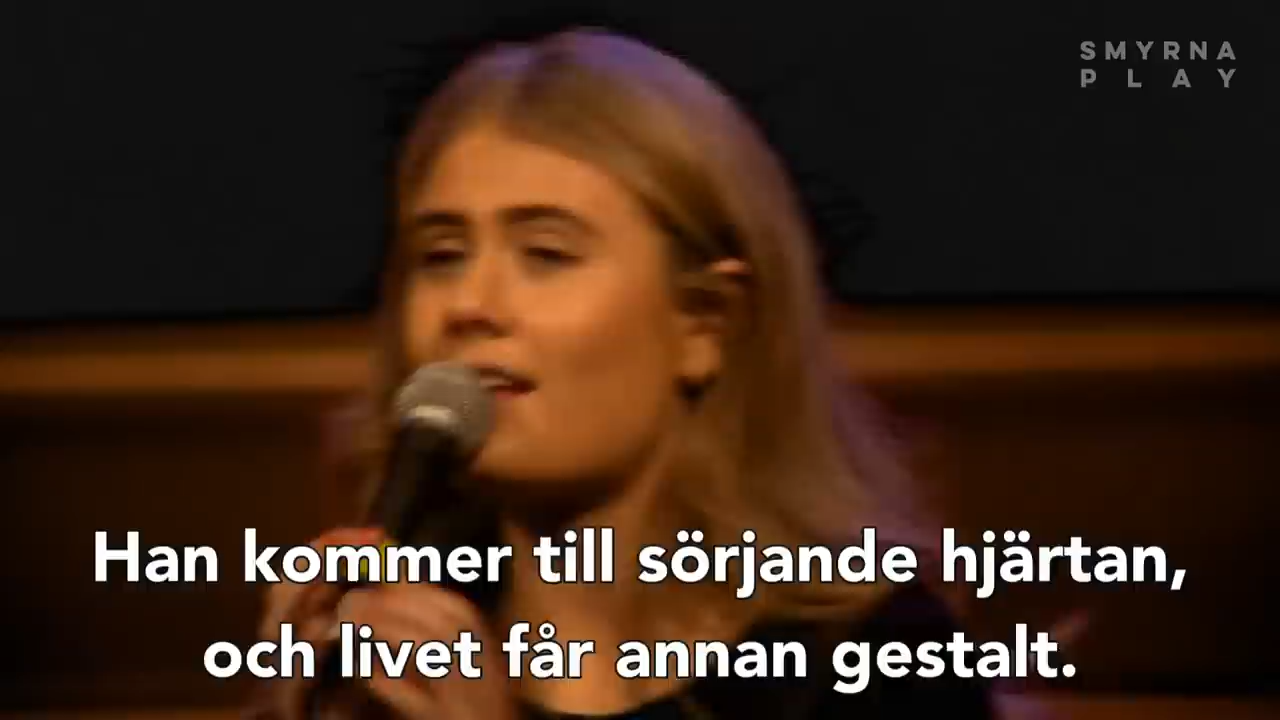 SMYRNA
PLAY
Han kommer till sörjande hjärtan,
och livet får annan gestalt.